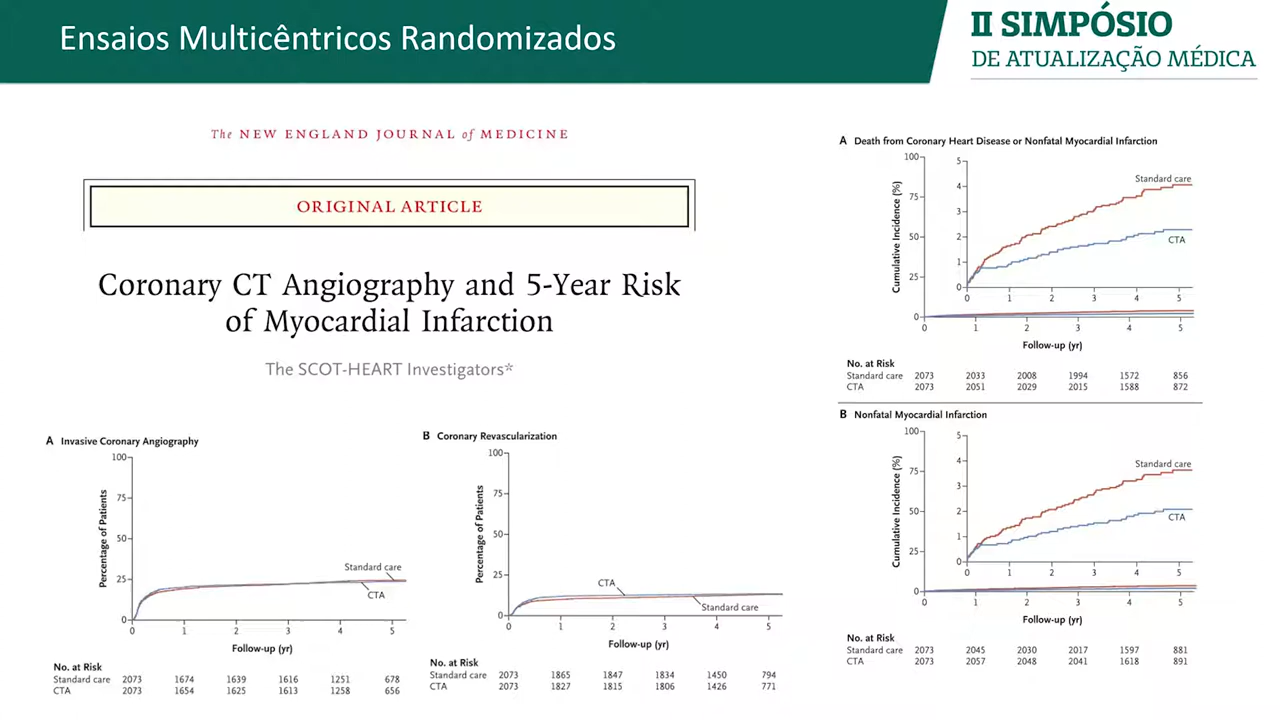 Ensaios Multicêntricos Randomizados
II SIMPÓSIO
DE ATUALIZAÇÃO MÉDICA
The NEW ENGLAND JOURNAL of MEDICINE
ORIGINAL ARTICLE
Coronary CT Angiography and 5-Year Risk
of Myocardial Infarction
The SCOT-HEART Investigators*
A Invasive Coronary Angiography
Percentage of Patients
100
75
50
25
0
Standard care
CTA
0 1 2 3 4 5
Follow-up (yr)
No. at Risk
Standard care 2073 1674 1639 1616 1251 678
CTA 2073 1654 1625 1613 1258 656
B Coronary Revascularization
Percentage of Patients
100
75
50
25
0
CTA
Standard care
0 1 2 3 4 5
Follow-up (yr)
No. at Risk
Standard care 2073 1865 1847 1834 1450 794
CTA 2073 1827 1815 1806 1426 771
A Death from Coronary Heart Disease or Nonfatal Myocardial Infarction
Cumulative Incidence (%)
100
75
50
25
0
5
4
3
2
1
0
Standard care
CTA
0 1 2 3 4 5
0 1 2 3 4 5
Follow-up (yr)
No. at Risk
Standard care 2073 2033 2008 1994 1572 856
CTA 2073 2051 2029 2015 1588 872
B Nonfatal Myocardial Infarction
Cumulative Incidence (%)
100
75
50
25
0
5
4
3
2
1
0
Standard care
CTA
0 1 2 3 4 5
0 1 2 3 4 5
Follow-up (yr)
No. at Risk
Standard care 2073 2045 2030 2017 1597 881
CTA 2073 2057 2048 2041 1618 891